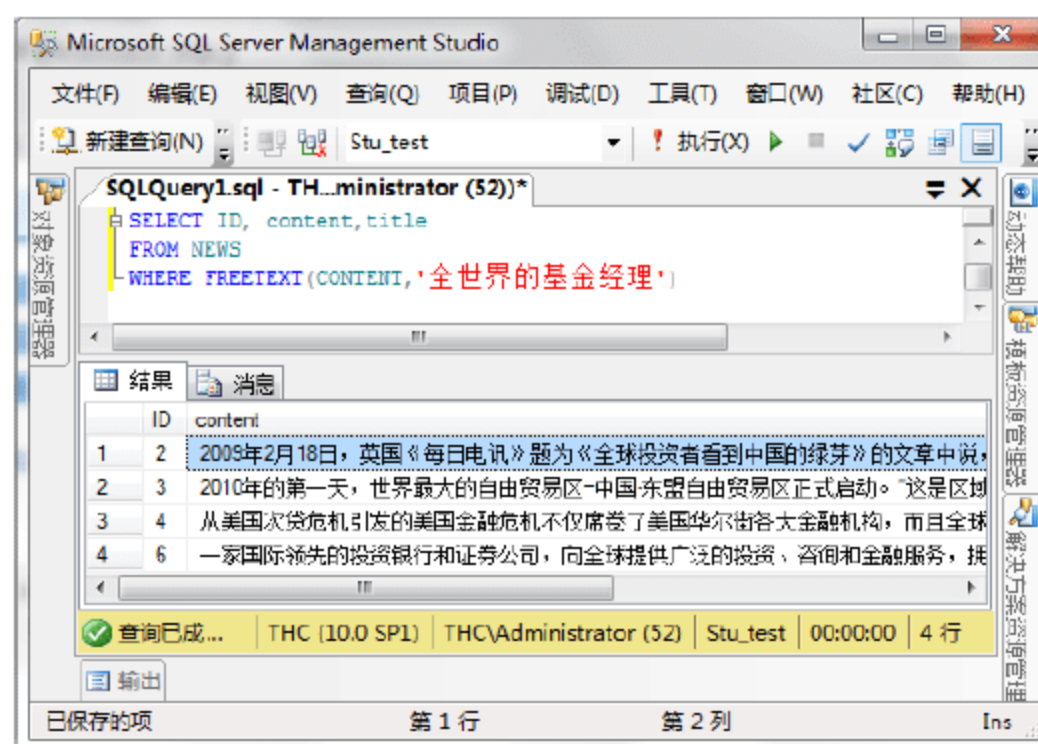 Microsoft SQL Server Management Studio
文件(F) 编辑(E) 视图(V) 查询(Q) 项目(P) 调试(D) 工具(T) 窗口(W) 社区(C) 帮助(H)
新建查询(N) Stu_test 执行(X)
对象资源管理器
SQLQuery1.sql - TH...ministrator (52))*
SELECT ID, content,title
FROM NEWS
WHERE FREETEXT(CONTENT,'全世界的基金经理')
结果 消息
ID content
1 2 2009年2月18日，英国《每日电讯》题为《全球投资者看到中国的绿芽》的文章中说，
2 3 2010年的第一天，世界最大的自由贸易区-中国-东盟自由贸易区正式启动。"这是区域
3 4 从美国次贷危机引发的美国金融危机不仅席卷了美国华尔街各大金融机构，而且全球
4 6 一家国际领先的投资银行和证券公司，向全球提供广泛的投资、咨询和金融服务，拥
查询已成... THC (10.0 SP1) THC\Administrator (52) Stu_test 00:00:00 4 行
动态帮助
模板资源管理器
解决方案资源管理
输出
已保存的项 第 1 行 第 2 列 Ins